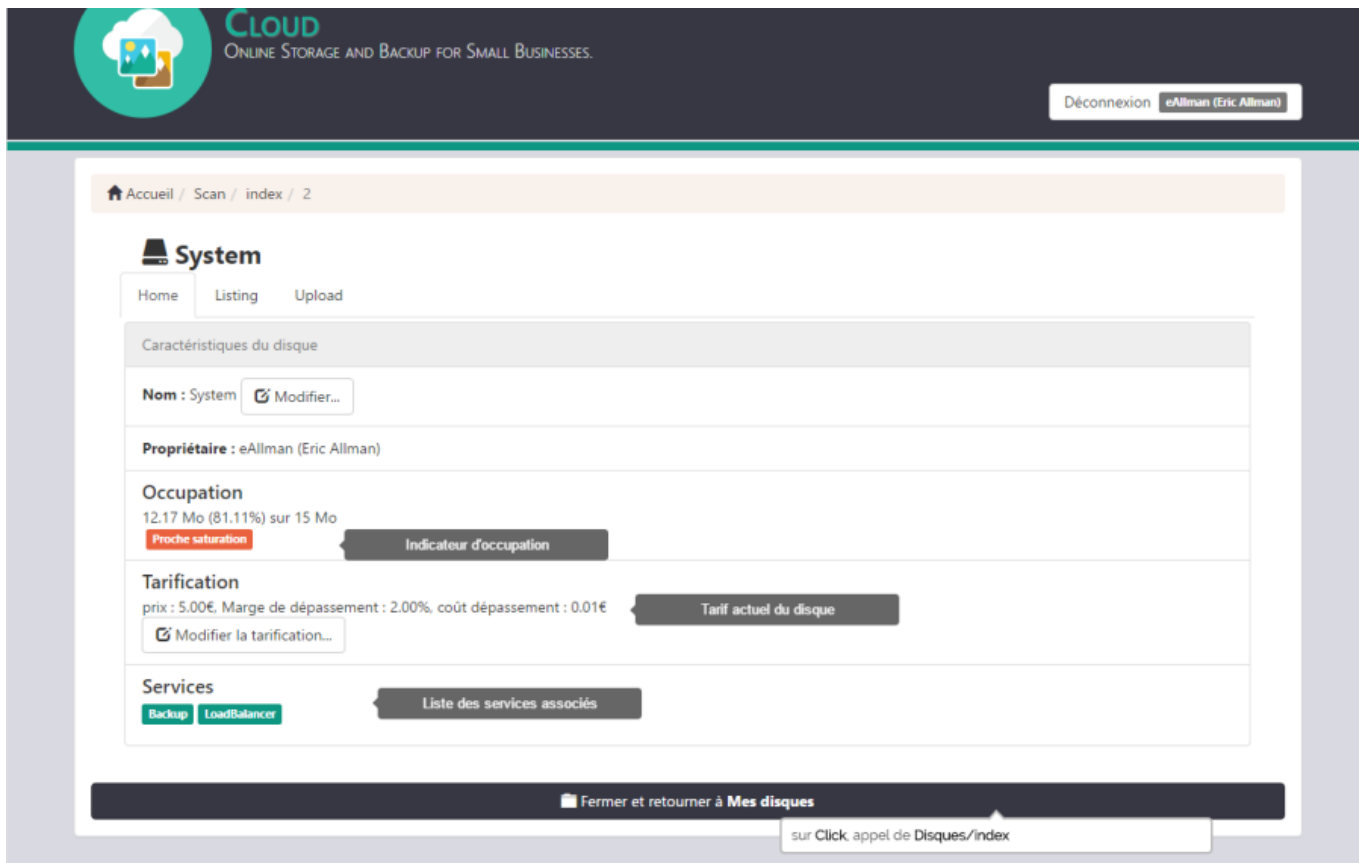 CLOUD
ONLINE STORAGE AND BACKUP FOR SMALL BUSINESSES.
Déconnexion eAllman (Eric Allman)
Accueil / Scan / index / 2
System
Home Listing Upload
Caractéristiques du disque
Nom : System Modifier...
Propriétaire : eAllman (Eric Allman)
Occupation
12.17 Mo (81.11%) sur 15 Mo
Proche saturation Indicateur d'occupation
Tarification
prix : 5.00€, Marge de dépassement : 2.00%, coût dépassement : 0.01€ Tarif actuel du disque
Modifier la tarification...
Services
Backup LoadBalancer Liste des services associés
Fermer et retourner à Mes disques
sur Click, appel de Disques/index